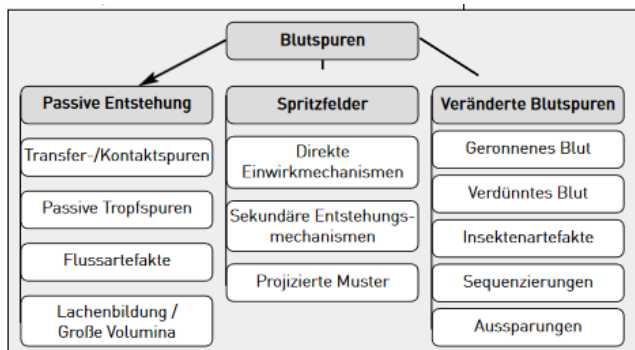 Blutspuren
Passive Entstehung
Transfer-/Kontaktspuren
Passive Tropfspuren
Flussartefakte
Lachenbildung /
Große Volumina
Spritzfelder
Direkte
Einwirkmechanismen
Sekundäre Entstehungs-
mechanismen
Projizierte Muster
Veränderte Blutspuren
Geronnenes Blut
Verdünntes Blut
Insektenartefakte
Sequenzierungen
Aussparungen